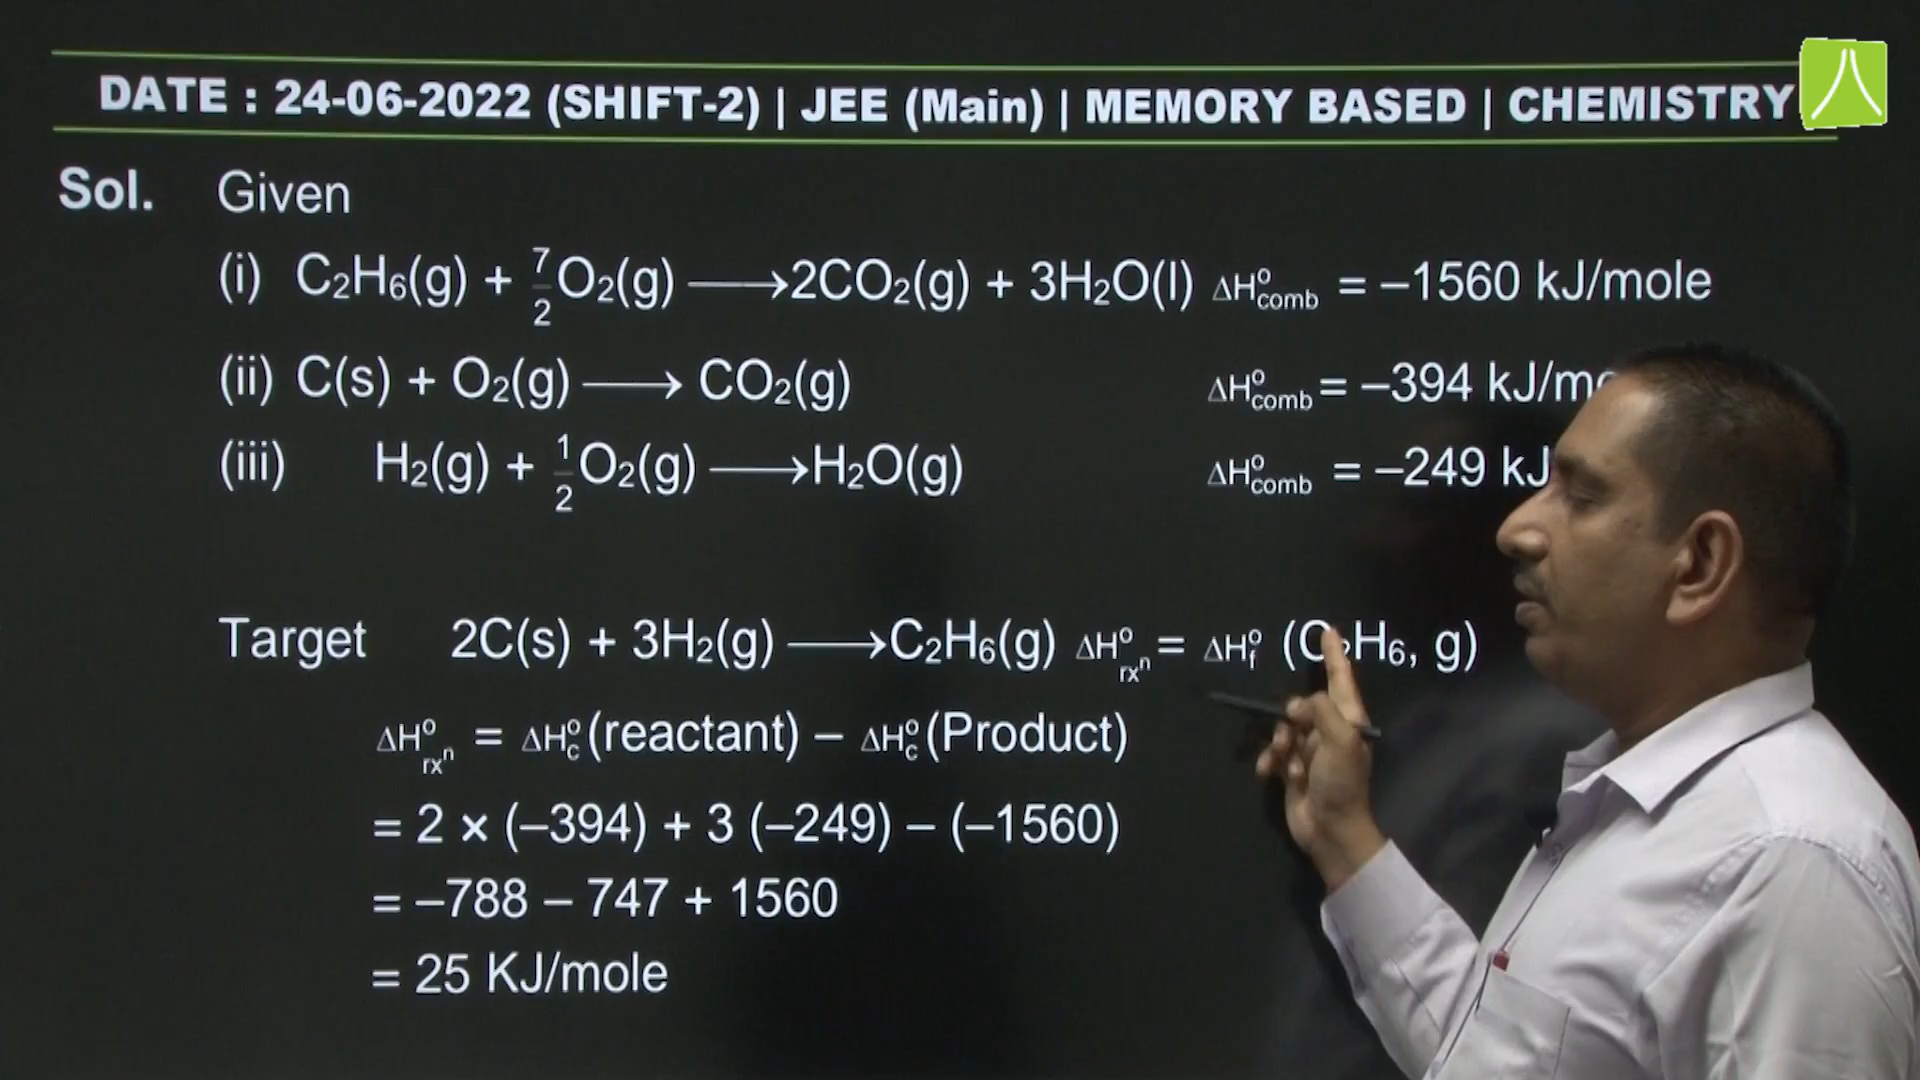 DATE : 24-06-2022 (SHIFT-2) | JEE (Main) | MEMORY BASED | CHEMISTRY
Sol. Given
(i) C₂H₆(g) + 7/2 O₂(g) ⟶ 2CO₂(g) + 3H₂O(l) ΔH°comb = –1560 kJ/mole
(ii) C(s) + O₂(g) ⟶ CO₂(g) ΔH°comb = –394 kJ/m
(iii) H₂(g) + 1/2 O₂(g) ⟶ H₂O(g) ΔH°comb = –249 kJ
Target 2C(s) + 3H₂(g) ⟶ C₂H₆(g) ΔH°rxⁿ = ΔH°f (C₂H₆, g)
ΔH°rxⁿ = ΔH°c (reactant) – ΔH°c (Product)
= 2 × (–394) + 3 (–249) – (–1560)
= –788 – 747 + 1560
= 25 KJ/mole